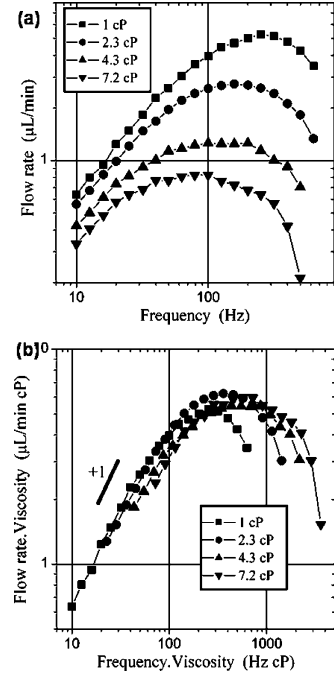 (a)
1 cP
2.3 cP
4.3 cP
7.2 cP
Flow rate (μL/min)
1
10
100
Frequency (Hz)
(b)
10
Flow rate.Viscosity (μL/min cP)
+1
1 cP
2.3 cP
4.3 cP
7.2 cP
1
10
100
1000
Frequency.Viscosity (Hz cP)